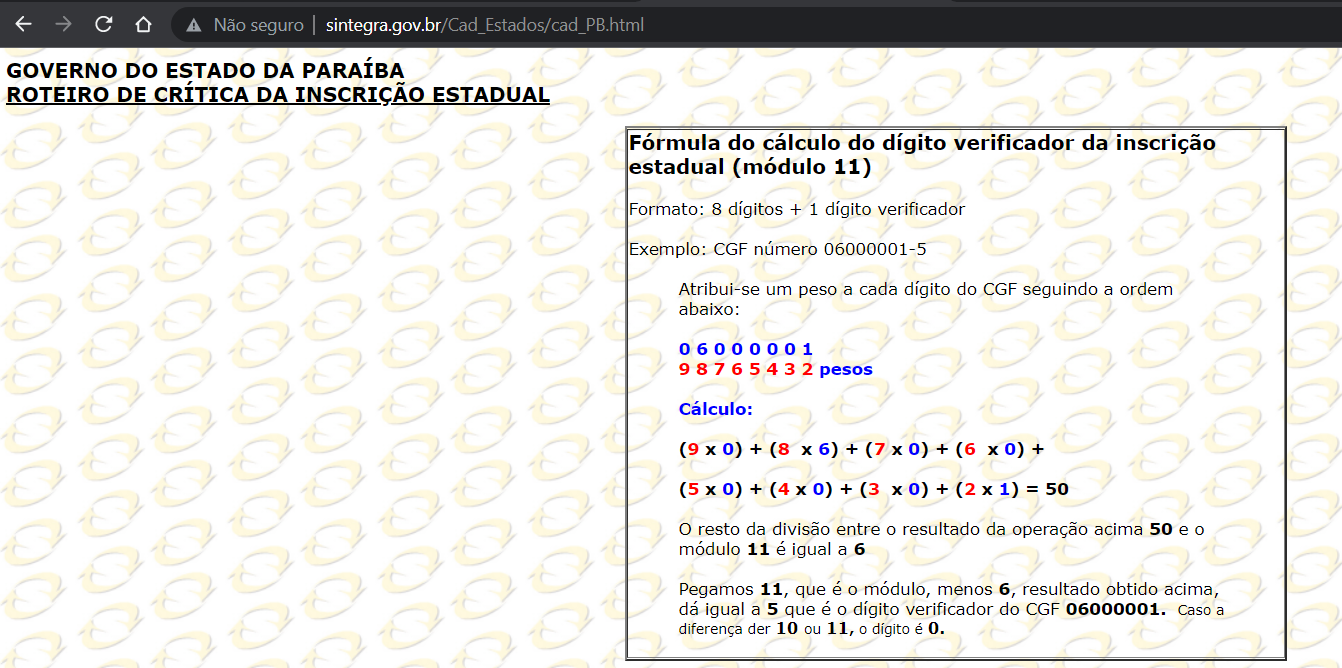 Não seguro | sintegra.gov.br/Cad_Estados/cad_PB.html
GOVERNO DO ESTADO DA PARAÍBA
ROTEIRO DE CRÍTICA DA INSCRIÇÃO ESTADUAL
Fórmula do cálculo do dígito verificador da inscrição
estadual (módulo 11)
Formato: 8 dígitos + 1 dígito verificador
Exemplo: CGF número 06000001-5
Atribui-se um peso a cada dígito do CGF seguindo a ordem
abaixo:
0 6 0 0 0 0 0 1
9 8 7 6 5 4 3 2 pesos
Cálculo:
(9 x 0) + (8 x 6) + (7 x 0) + (6 x 0) +
(5 x 0) + (4 x 0) + (3 x 0) + (2 x 1) = 50
O resto da divisão entre o resultado da operação acima 50 e o
módulo 11 é igual a 6
Pegamos 11, que é o módulo, menos 6, resultado obtido acima,
dá igual a 5 que é o dígito verificador do CGF 06000001. Caso a
diferença der 10 ou 11, o dígito é 0.